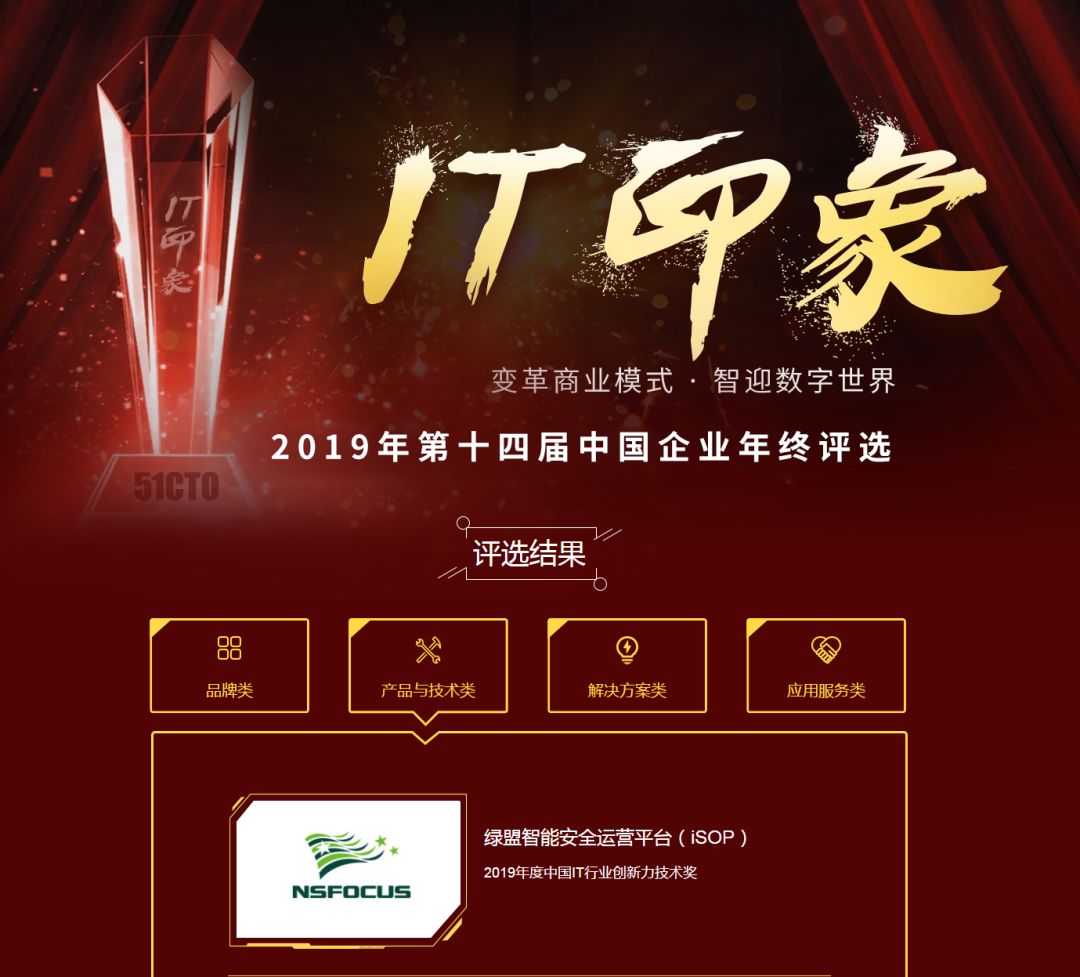 IT印象
IT
印
象
变革商业模式 · 智迎数字世界
2019年第十四届中国企业年终评选
51CTO
评选结果
品牌类
产品与技术类
解决方案类
应用服务类
绿盟智能安全运营平台（iSOP）
2019年度中国IT行业创新力技术奖
NSFOCUS